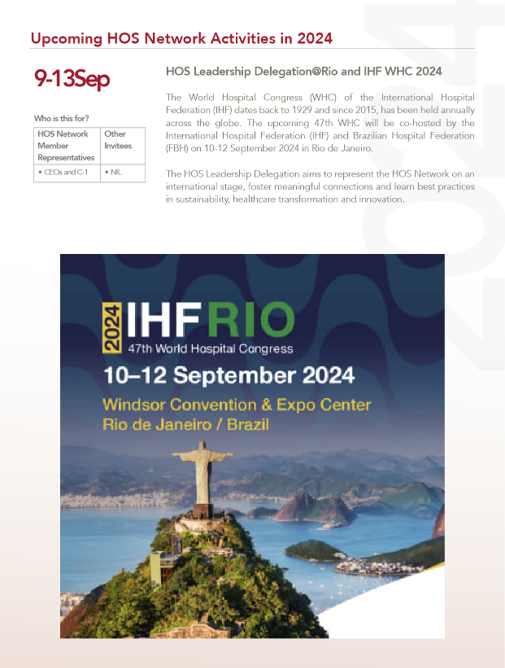 Upcoming HOS Network Activities in 2024
9-13Sep
Who is this for?
HOS Network
Member
Representatives
Other
Invitees
• CEOs and C-1
• NIL
HOS Leadership Delegation@Rio and IHF WHC 2024
The World Hospital Congress (WHC) of the International Hospital
Federation (IHF) dates back to 1929 and since 2015, has been held annually
across the globe. The upcoming 47th WHC will be co-hosted by the
International Hospital Federation (IHF) and Brazilian Hospital Federation
(FBH) on 10-12 September 2024 in Rio de Janeiro.
The HOS Leadership Delegation aims to represent the HOS Network on an
international stage, foster meaningful connections and learn best practices
in sustainability, healthcare transformation and innovation.
2024
2024
IHFRIO
47th World Hospital Congress
10–12 September 2024
Windsor Convention & Expo Center
Rio de Janeiro / Brazil